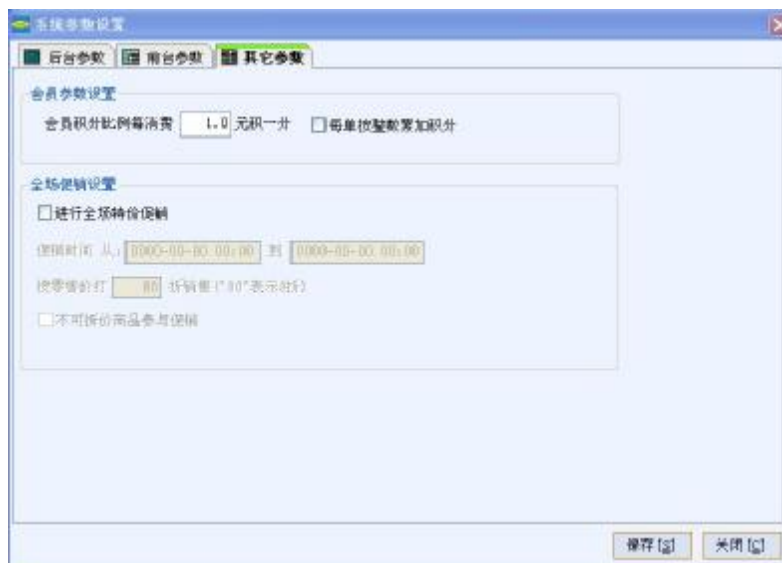 系统参数设置
后台参数 前台参数 其它参数
会员参数设置
会员积分比例每消费 1.0 元积一分 每单按整数累加积分
全场促销设置
进行全场特价促销
促销时间 从: 0000-00-00 00:00 到 0000-00-00 00:00
按零售价打 80 折销售("80"表示8折)
不可折价商品参与促销
保存[S] 关闭[C]